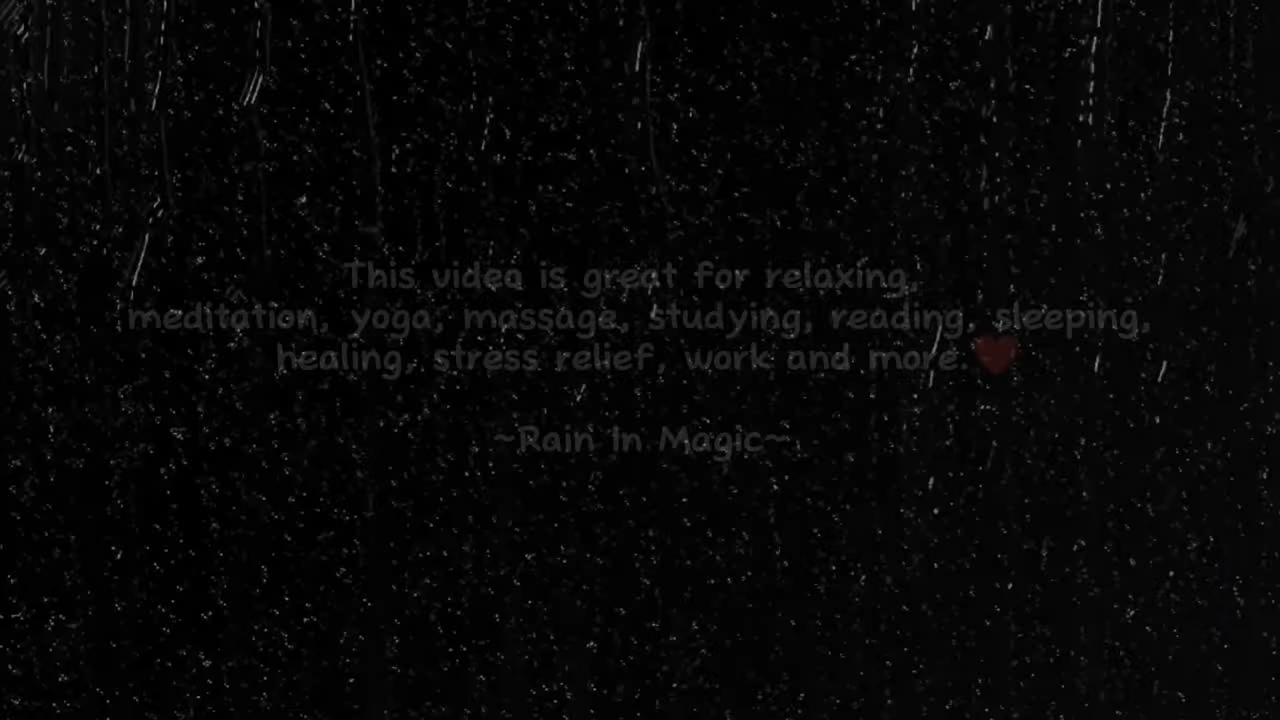 This video is great for relaxing,
meditation, yoga, massage, studying, reading, sleeping,
healing, stress relief, work and more.❤️
~Rain In Magic~